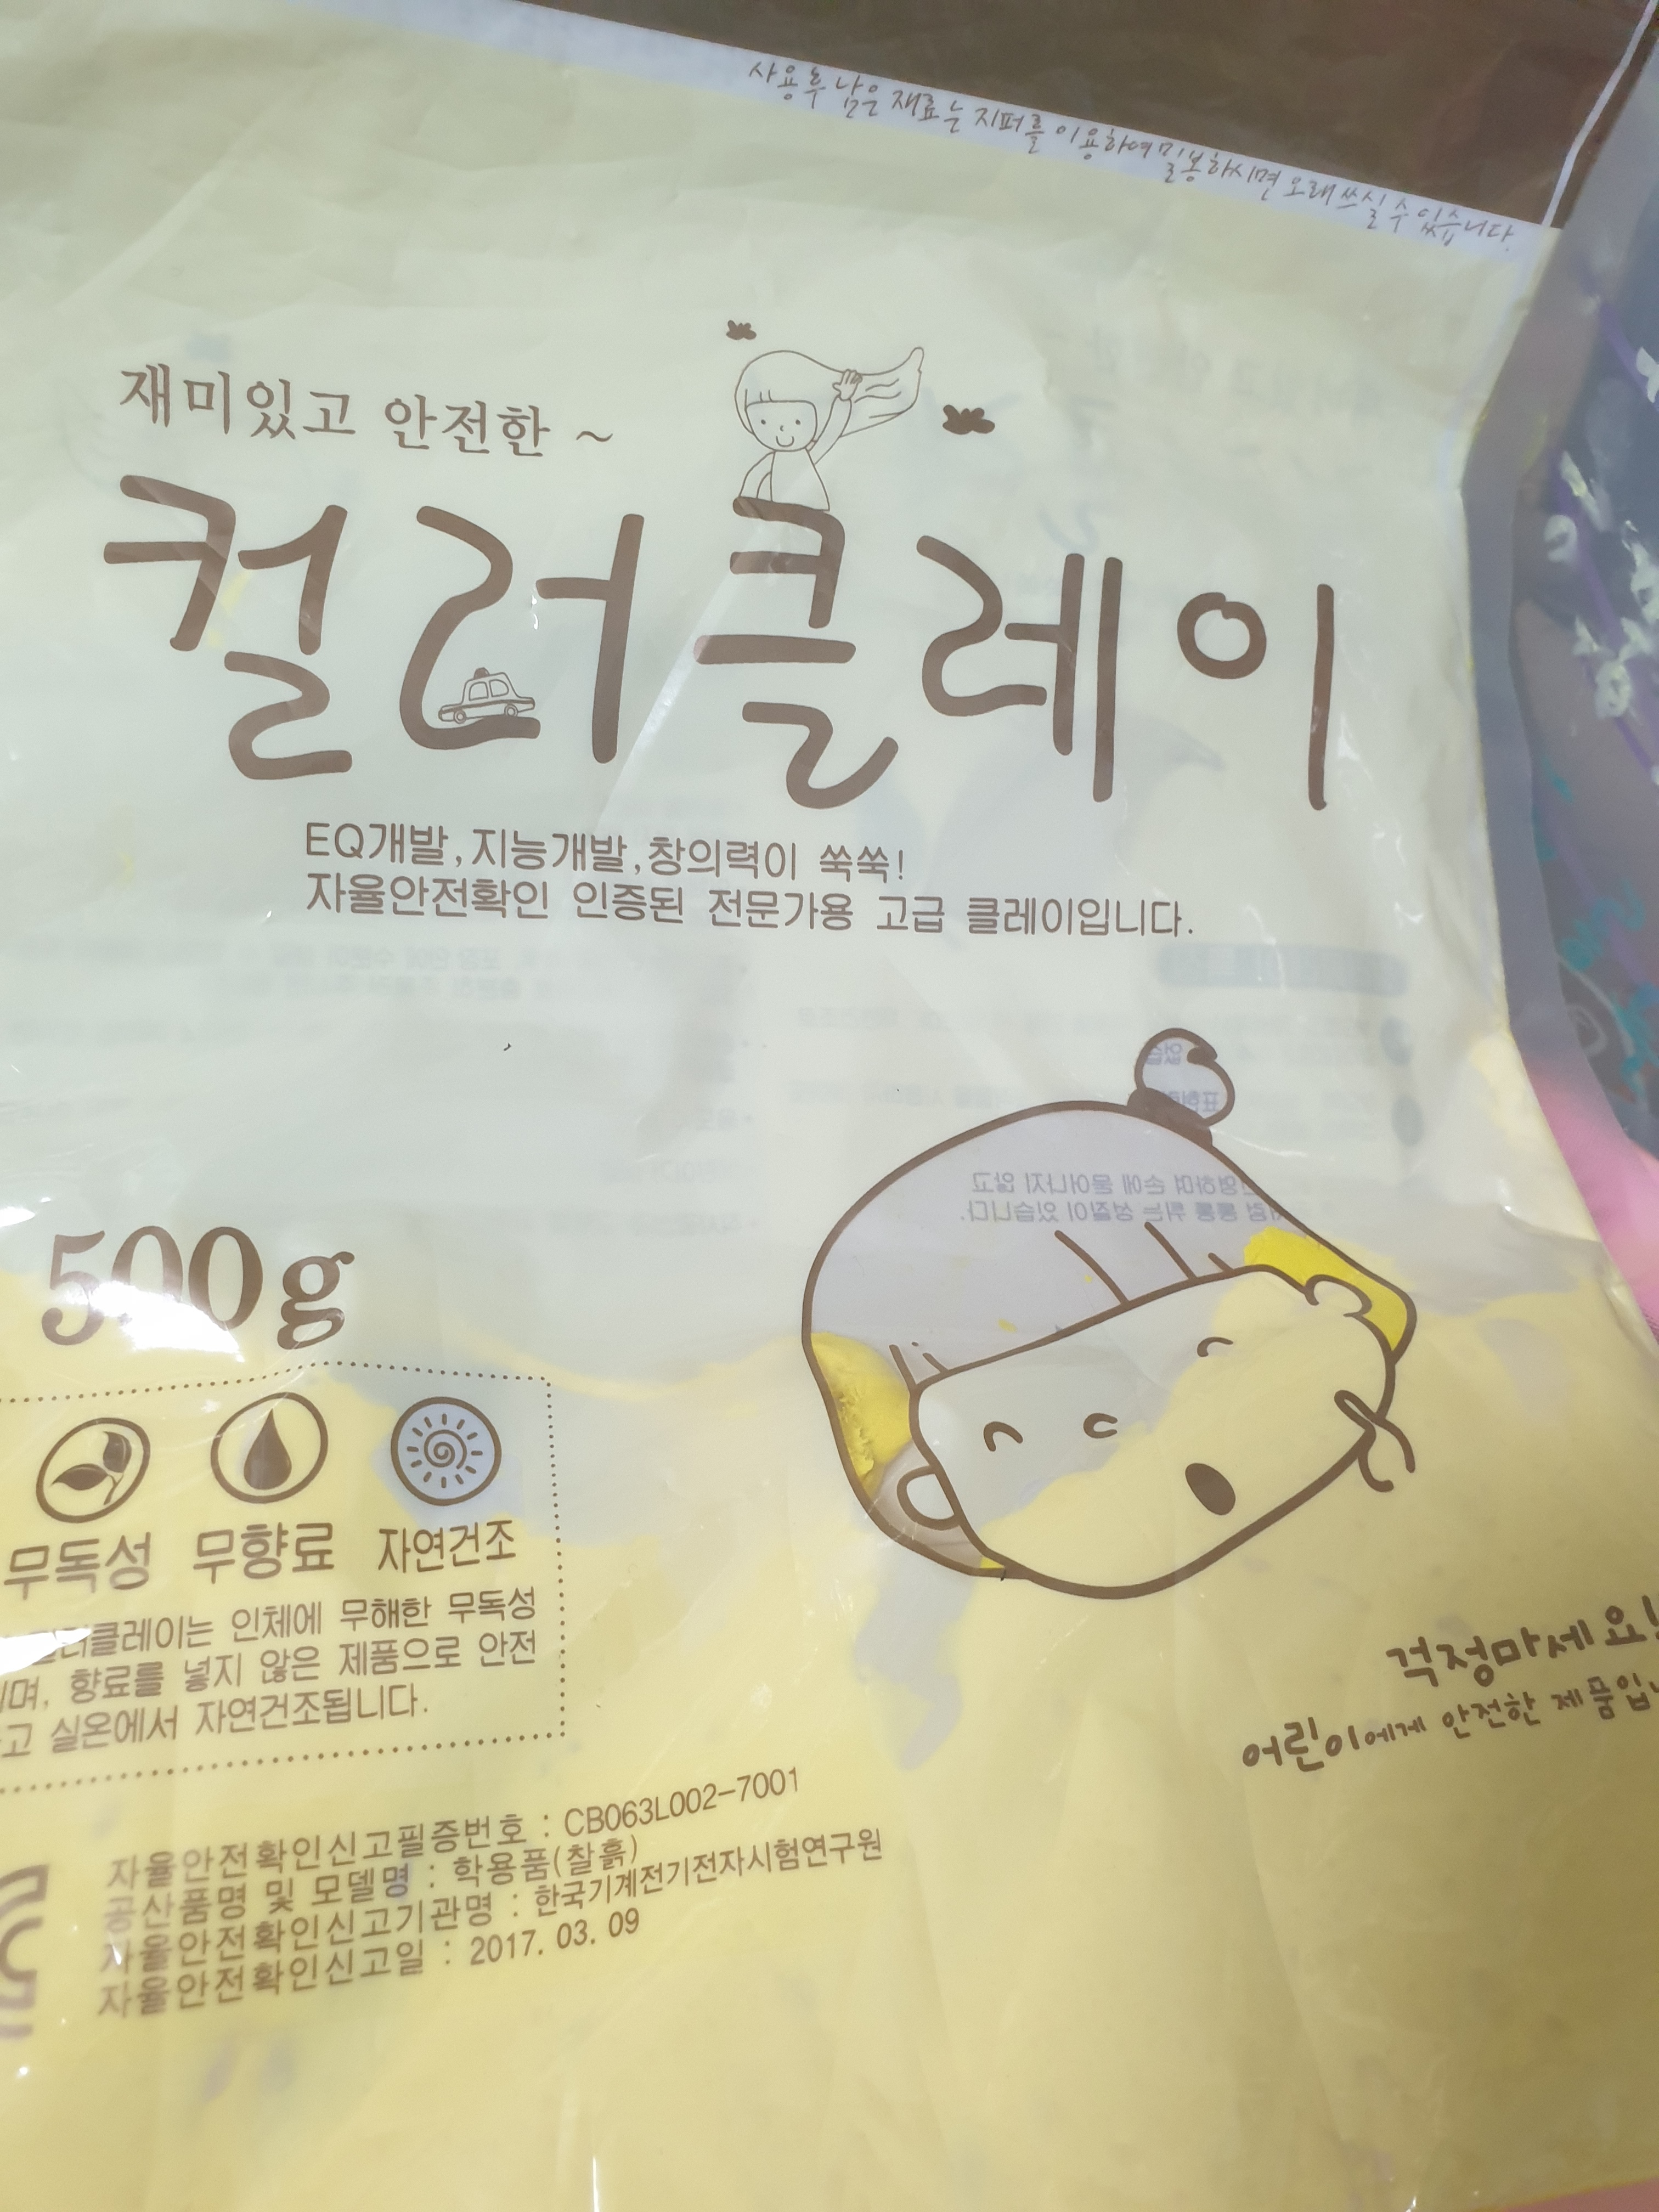 사용후 남은 재료는 지퍼를 이용하여 밀봉하시면 오래 쓰실 수 있습니다.
재미있고 안전한 ~
컬러클레이
EQ개발,지능개발,창의력이 쑥쑥!
자율안전확인 인증된 전문가용 고급 클레이입니다.
500g
무독성 무향료 자연건조
컬러클레이는 인체에 무해한 무독성
이며, 향료를 넣지 않은 제품으로 안전
하고 실온에서 자연건조됩니다.
걱정마세요!
어린이에게 안전한 제품입니
자율안전확인신고필증번호 : CB063L002-7001
공산품명 및 모델명 : 학용품(찰흙)
자율안전확인신고기관명 : 한국기계전기전자시험연구원
자율안전확인신고일 : 2017. 03. 09